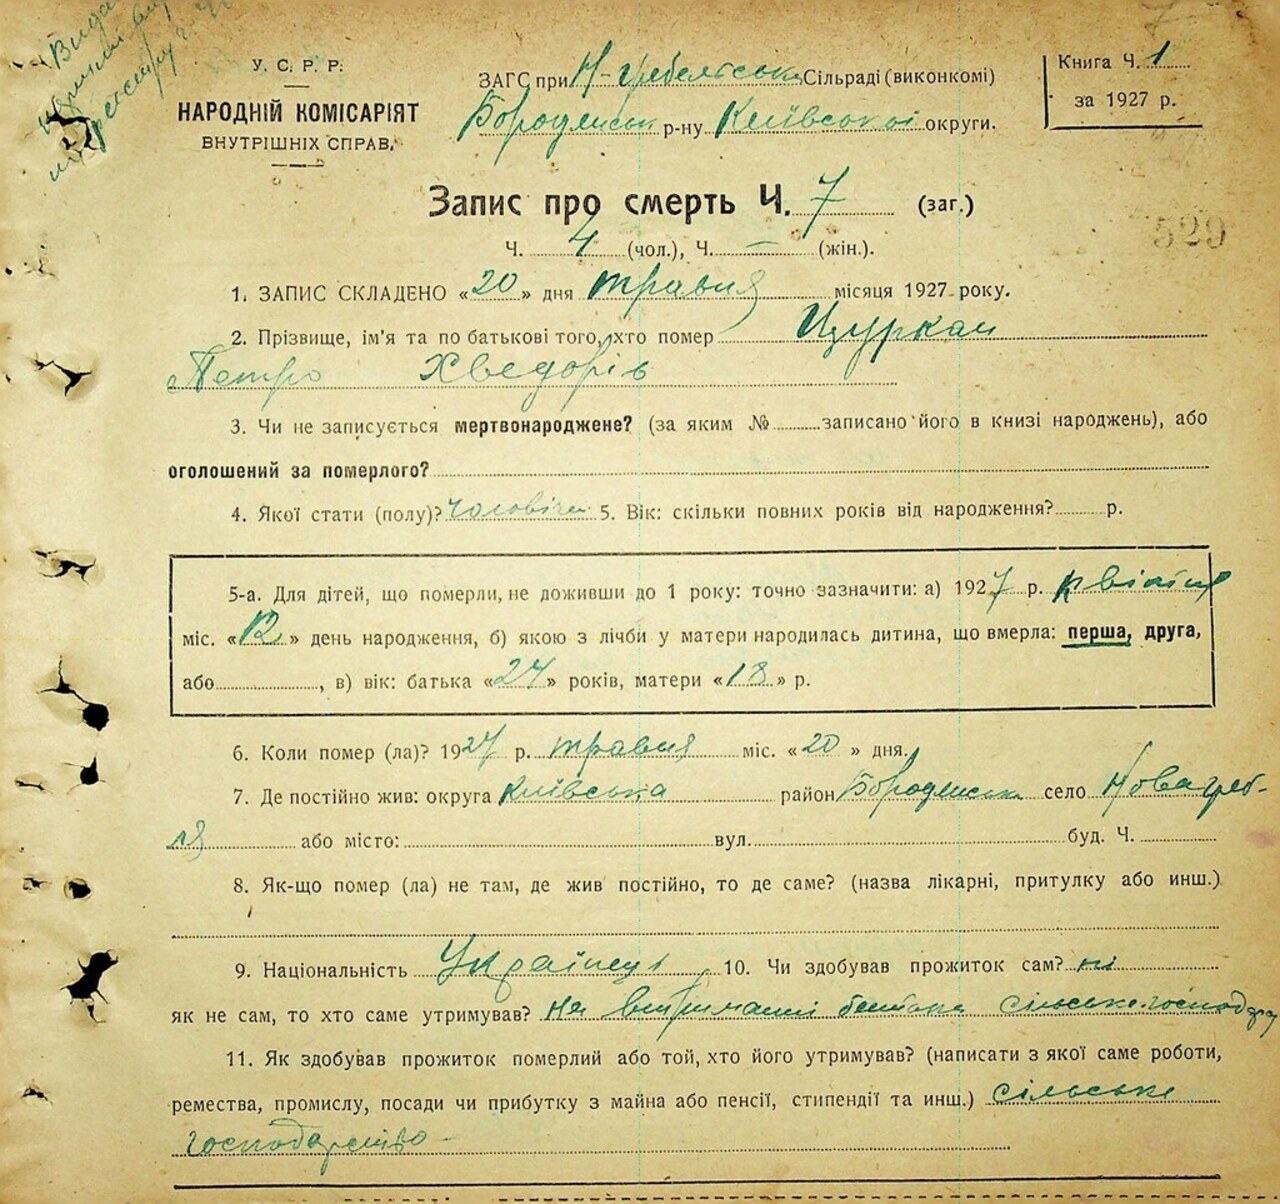 Видано
У. С. Р. Р.
НАРОДНІЙ КОМІСАРІЯТ
ВНУТРІШНІХ СПРАВ.
ЗАГС при Н-гребельськ Сільраді (виконкомі)
Бородянськ р-ну Київської округи.
Книга Ч. 1
за 1927 р.
Запис про смерть Ч. 7 (заг.)
529
Ч. 4 (чол.), Ч. — (жін.).
1. ЗАПИС СКЛАДЕНО «20» дня травня місяця 1927 року.
2. Прізвище, ім'я та по батькові того, хто помер Цуркан
Петро Хведорів
3. Чи не записується мертвонароджене? (за яким № записано його в книзі народжень), або
оголошений за померлого?
4. Якої стати (полу)? чоловіч 5. Вік: скільки повних років від народження? р.
5-а. Для дітей, що померли, не доживши до 1 року: точно зазначити: а) 1927 р. квітня
міс. «12» день народження, б) якою з лічби у матери народилась дитина, що вмерла: перша, друга,
або , в) вік: батька «24» років, матери «18» р.
6. Коли помер (ла)? 1927 р. травня міс. «20» дня.
7. Де постійно жив: округа Київська район Бородянськ село Нова греб-
ля або місто: вул. буд. Ч.
8. Як-що помер (ла) не там, де жив постійно, то де саме? (назва лікарні, притулку або инш.)
9. Національність Українець 10. Чи здобував прожиток сам? ні
як не сам, то хто саме утримував? на втриманні батька сільське-господар
11. Як здобував прожиток померлий або той, хто його утримував? (написати з якої саме роботи,
ремества, промислу, посади чи прибутку з майна або пенсії, стипендії та инш.) сільське
господарство -